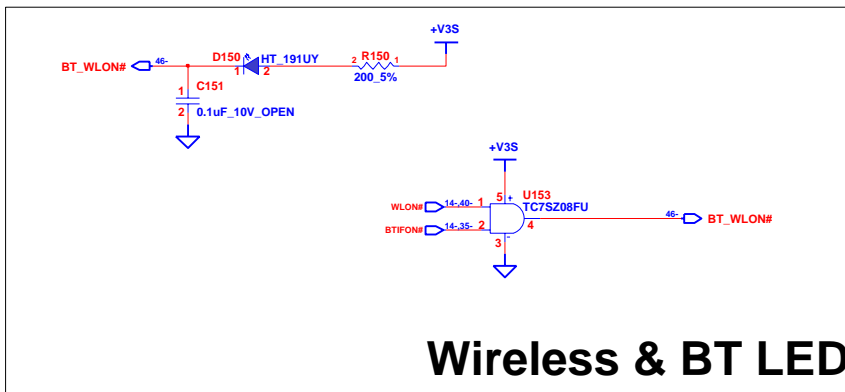 +V3S
D150 HT_191UY 2 R150 1
BT_WLON# 46- 1 2
200_5%
C151
1
2 0.1uF_10V_OPEN
+V3S
5 + U153
TC7SZ08FU
WLON# 14-,40- 1
4 46- BT_WLON#
BTIFON# 14-,35- 2
3 -
Wireless & BT LED